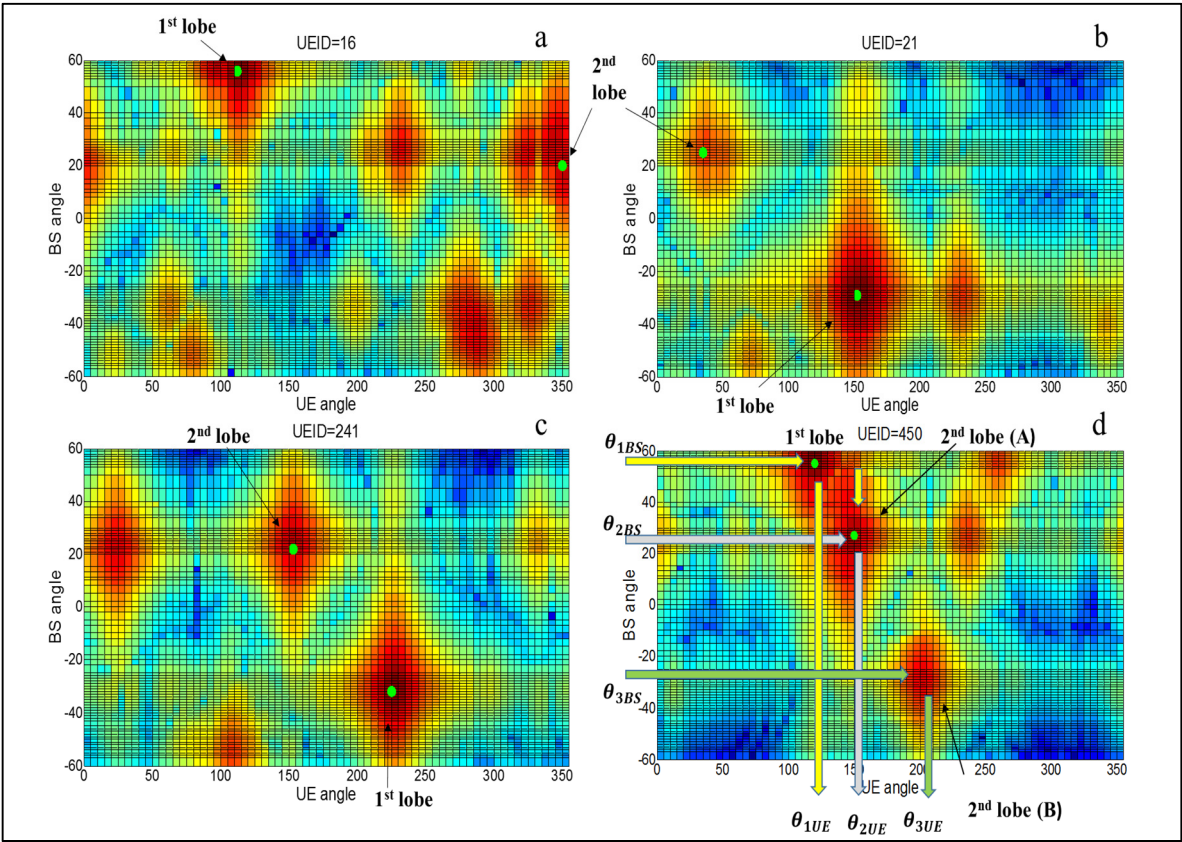 1st lobe
UEID=16
a
BS angle
60
40
20
0
-20
-40
-60
0 50 100 150 200 250 300 350
UE angle
2nd
lobe
UEID=21
b
BS angle
60
40
20
0
-20
-40
-60
0 50 100 150 200 250 300 350
UE angle
1st lobe
2nd lobe
UEID=241
c
BS angle
60
40
20
0
-20
-40
-60
0 50 100 150 200 250 300 350
UE angle
1st lobe
1st lobe
UEID=450
2nd lobe (A)
d
θ1BS
θ2BS
θ3BS
BS angle
60
40
20
0
-20
-40
-60
0 50 100 150 200 250 300 350
UE angle
θ1UE θ2UE θ3UE
2nd lobe (B)